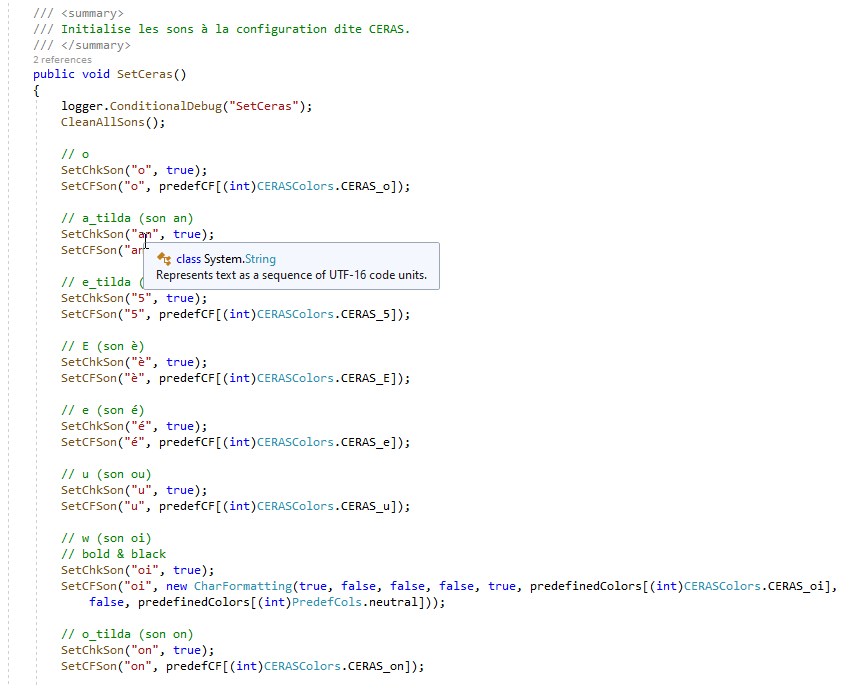 /// <summary>
/// Initialise les sons à la configuration dite CERAS.
/// </summary>
2 references
public void SetCeras()
{
logger.ConditionalDebug("SetCeras");
CleanAllSons();
// o
SetChkSon("o", true);
SetCFSon("o", predefCF[(int)CERASColors.CERAS_o]);
// a_tilda (son an)
SetChkSon("an", true);
SetCFSon("an
class System.String
Represents text as a sequence of UTF-16 code units.
// e_tilda (
SetChkSon("5", true);
SetCFSon("5", predefCF[(int)CERASColors.CERAS_5]);
// E (son è)
SetChkSon("è", true);
SetCFSon("è", predefCF[(int)CERASColors.CERAS_E]);
// e (son é)
SetChkSon("é", true);
SetCFSon("é", predefCF[(int)CERASColors.CERAS_e]);
// u (son ou)
SetChkSon("u", true);
SetCFSon("u", predefCF[(int)CERASColors.CERAS_u]);
// w (son oi)
// bold & black
SetChkSon("oi", true);
SetCFSon("oi", new CharFormatting(true, false, false, false, true, predefinedColors[(int)CERASColors.CERAS_oi],
false, predefinedColors[(int)PredefCols.neutral]));
// o_tilda (son on)
SetChkSon("on", true);
SetCFSon("on", predefCF[(int)CERASColors.CERAS_on]);